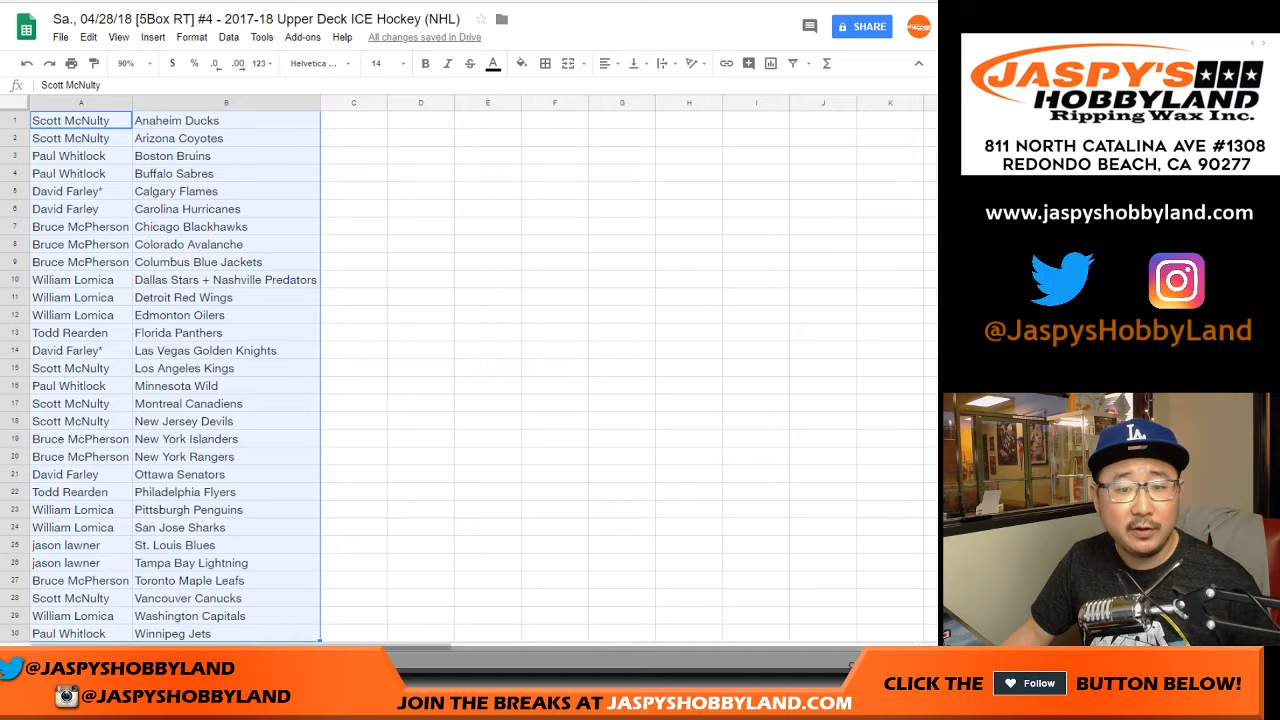 Sa., 04/28/18 [5Box RT] #4 - 2017-18 Upper Deck ICE Hockey (NHL)
File Edit View Insert Format Data Tools Add-ons Help All changes saved in Drive
SHARE
90% $ % .0 .00 123 Helvetica ... 14 B I S A Σ
fx Scott McNulty
A B C D E F G H I J K
1 Scott McNulty Anaheim Ducks
2 Scott McNulty Arizona Coyotes
3 Paul Whitlock Boston Bruins
4 Paul Whitlock Buffalo Sabres
5 David Farley* Calgary Flames
6 David Farley Carolina Hurricanes
7 Bruce McPherson Chicago Blackhawks
8 Bruce McPherson Colorado Avalanche
9 Bruce McPherson Columbus Blue Jackets
10 William Lomica Dallas Stars + Nashville Predators
11 William Lomica Detroit Red Wings
12 William Lomica Edmonton Oilers
13 Todd Rearden Florida Panthers
14 David Farley* Las Vegas Golden Knights
15 Scott McNulty Los Angeles Kings
16 Paul Whitlock Minnesota Wild
17 Scott McNulty Montreal Canadiens
18 Scott McNulty New Jersey Devils
19 Bruce McPherson New York Islanders
20 Bruce McPherson New York Rangers
21 David Farley Ottawa Senators
22 Todd Rearden Philadelphia Flyers
23 William Lomica Pittsburgh Penguins
24 William Lomica San Jose Sharks
25 jason lawner St. Louis Blues
26 jason lawner Tampa Bay Lightning
27 Bruce McPherson Toronto Maple Leafs
28 Scott McNulty Vancouver Canucks
29 William Lomica Washington Capitals
30 Paul Whitlock Winnipeg Jets
JASPY'S
HOBBYLAND
Ripping Wax Inc.
811 NORTH CATALINA AVE #1308
REDONDO BEACH, CA 90277
www.jaspyshobbyland.com
@JaspysHobbyLand
LA
@JASPYSHOBBYLAND
@JASPYSHOBBYLAND
JOIN THE BREAKS AT JASPYSHOBBYLAND.COM
CLICK THE Follow BUTTON BELOW!